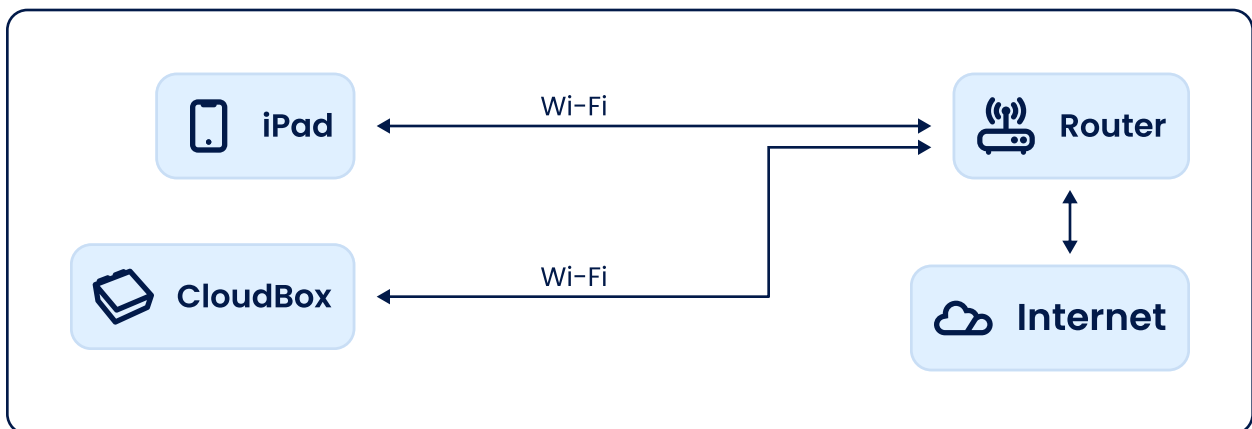 iPad
Wi-Fi
Router
CloudBox
Wi-Fi
Internet